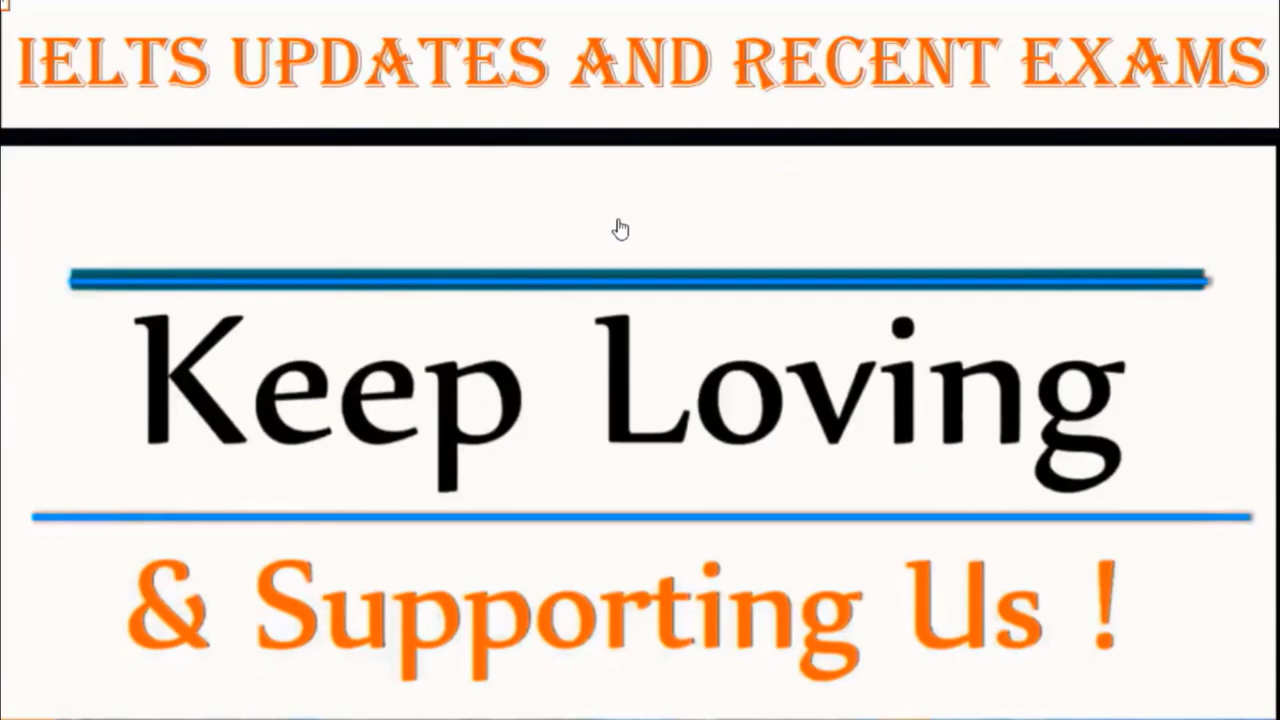 IELTS UPDATES AND RECENT EXAMS
Keep Loving
& Supporting Us !